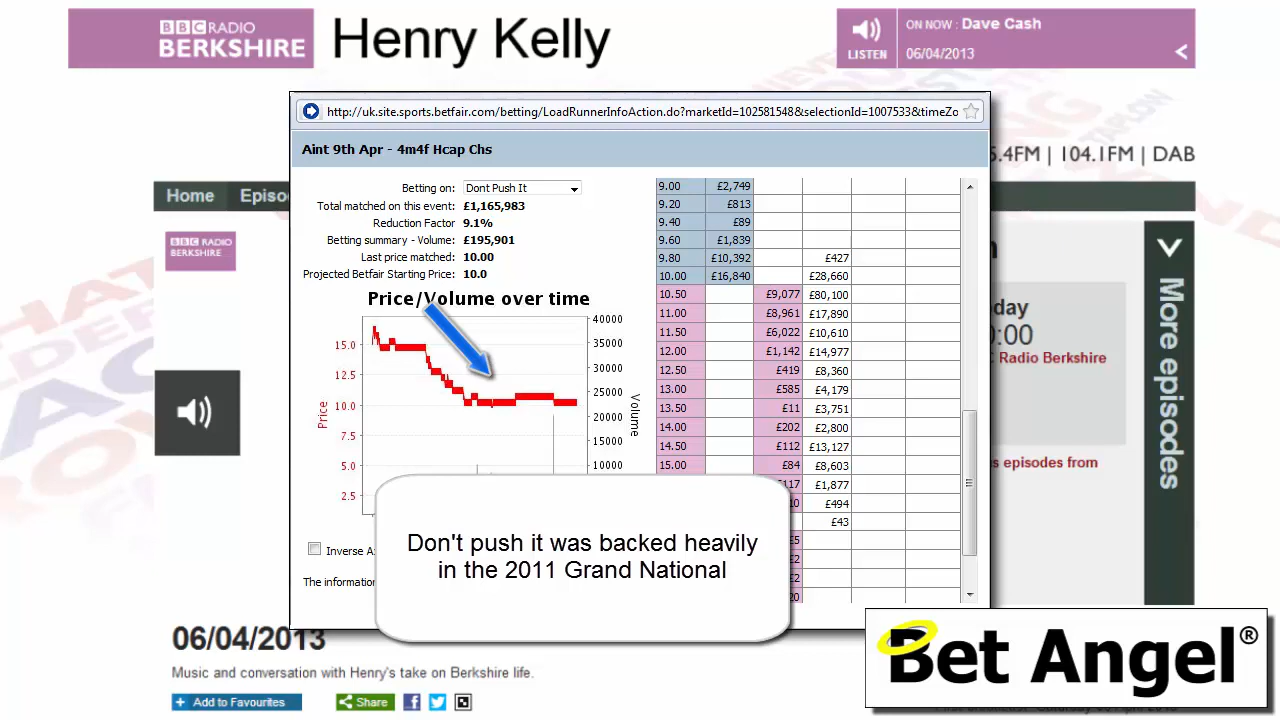 BBC RADIO
BERKSHIRE
Henry Kelly
LISTEN
ON NOW : Dave Cash
06/04/2013
5.4FM | 104.1FM | DAB
Home
BBC RADIO
BERKSHIRE
http://uk.site.sports.betfair.com/betting/LoadRunnerInfoAction.do?marketId=102581548&selectionId=1007533&timeZo
Aint 9th Apr - 4m4f Hcap Chs
Betting on: Dont Push It
Total matched on this event: £1,165,983
Reduction Factor 9.1%
Betting summary - Volume: £195,901
Last price matched: 10.00
Projected Betfair Starting Price: 10.0
Price/Volume over time
40000
35000
30000
25000
20000
15000
10000
15.0
12.5
10.0
7.5
5.0
2.5
Price
Volume
Inverse A
The information
9.00 £2,749
9.20 £813
9.40 £89
9.60 £1,839
9.80 £10,392 £427
10.00 £16,840 £28,660
10.50 £9,077 £80,100
11.00 £8,961 £17,890
11.50 £6,022 £10,610
12.00 £1,142 £14,977
12.50 £419 £8,360
13.00 £585 £4,179
13.50 £11 £3,751
14.00 £202 £2,800
14.50 £112 £13,127
15.00 £84 £8,603
£117 £1,877
£494
£43
£5
£2
£2
Don't push it was backed heavily
in the 2011 Grand National
Radio Berkshire
episodes from
More episodes
06/04/2013
Music and conversation with Henry's take on Berkshire life.
+ Add to Favourites
Share
Bet Angel®